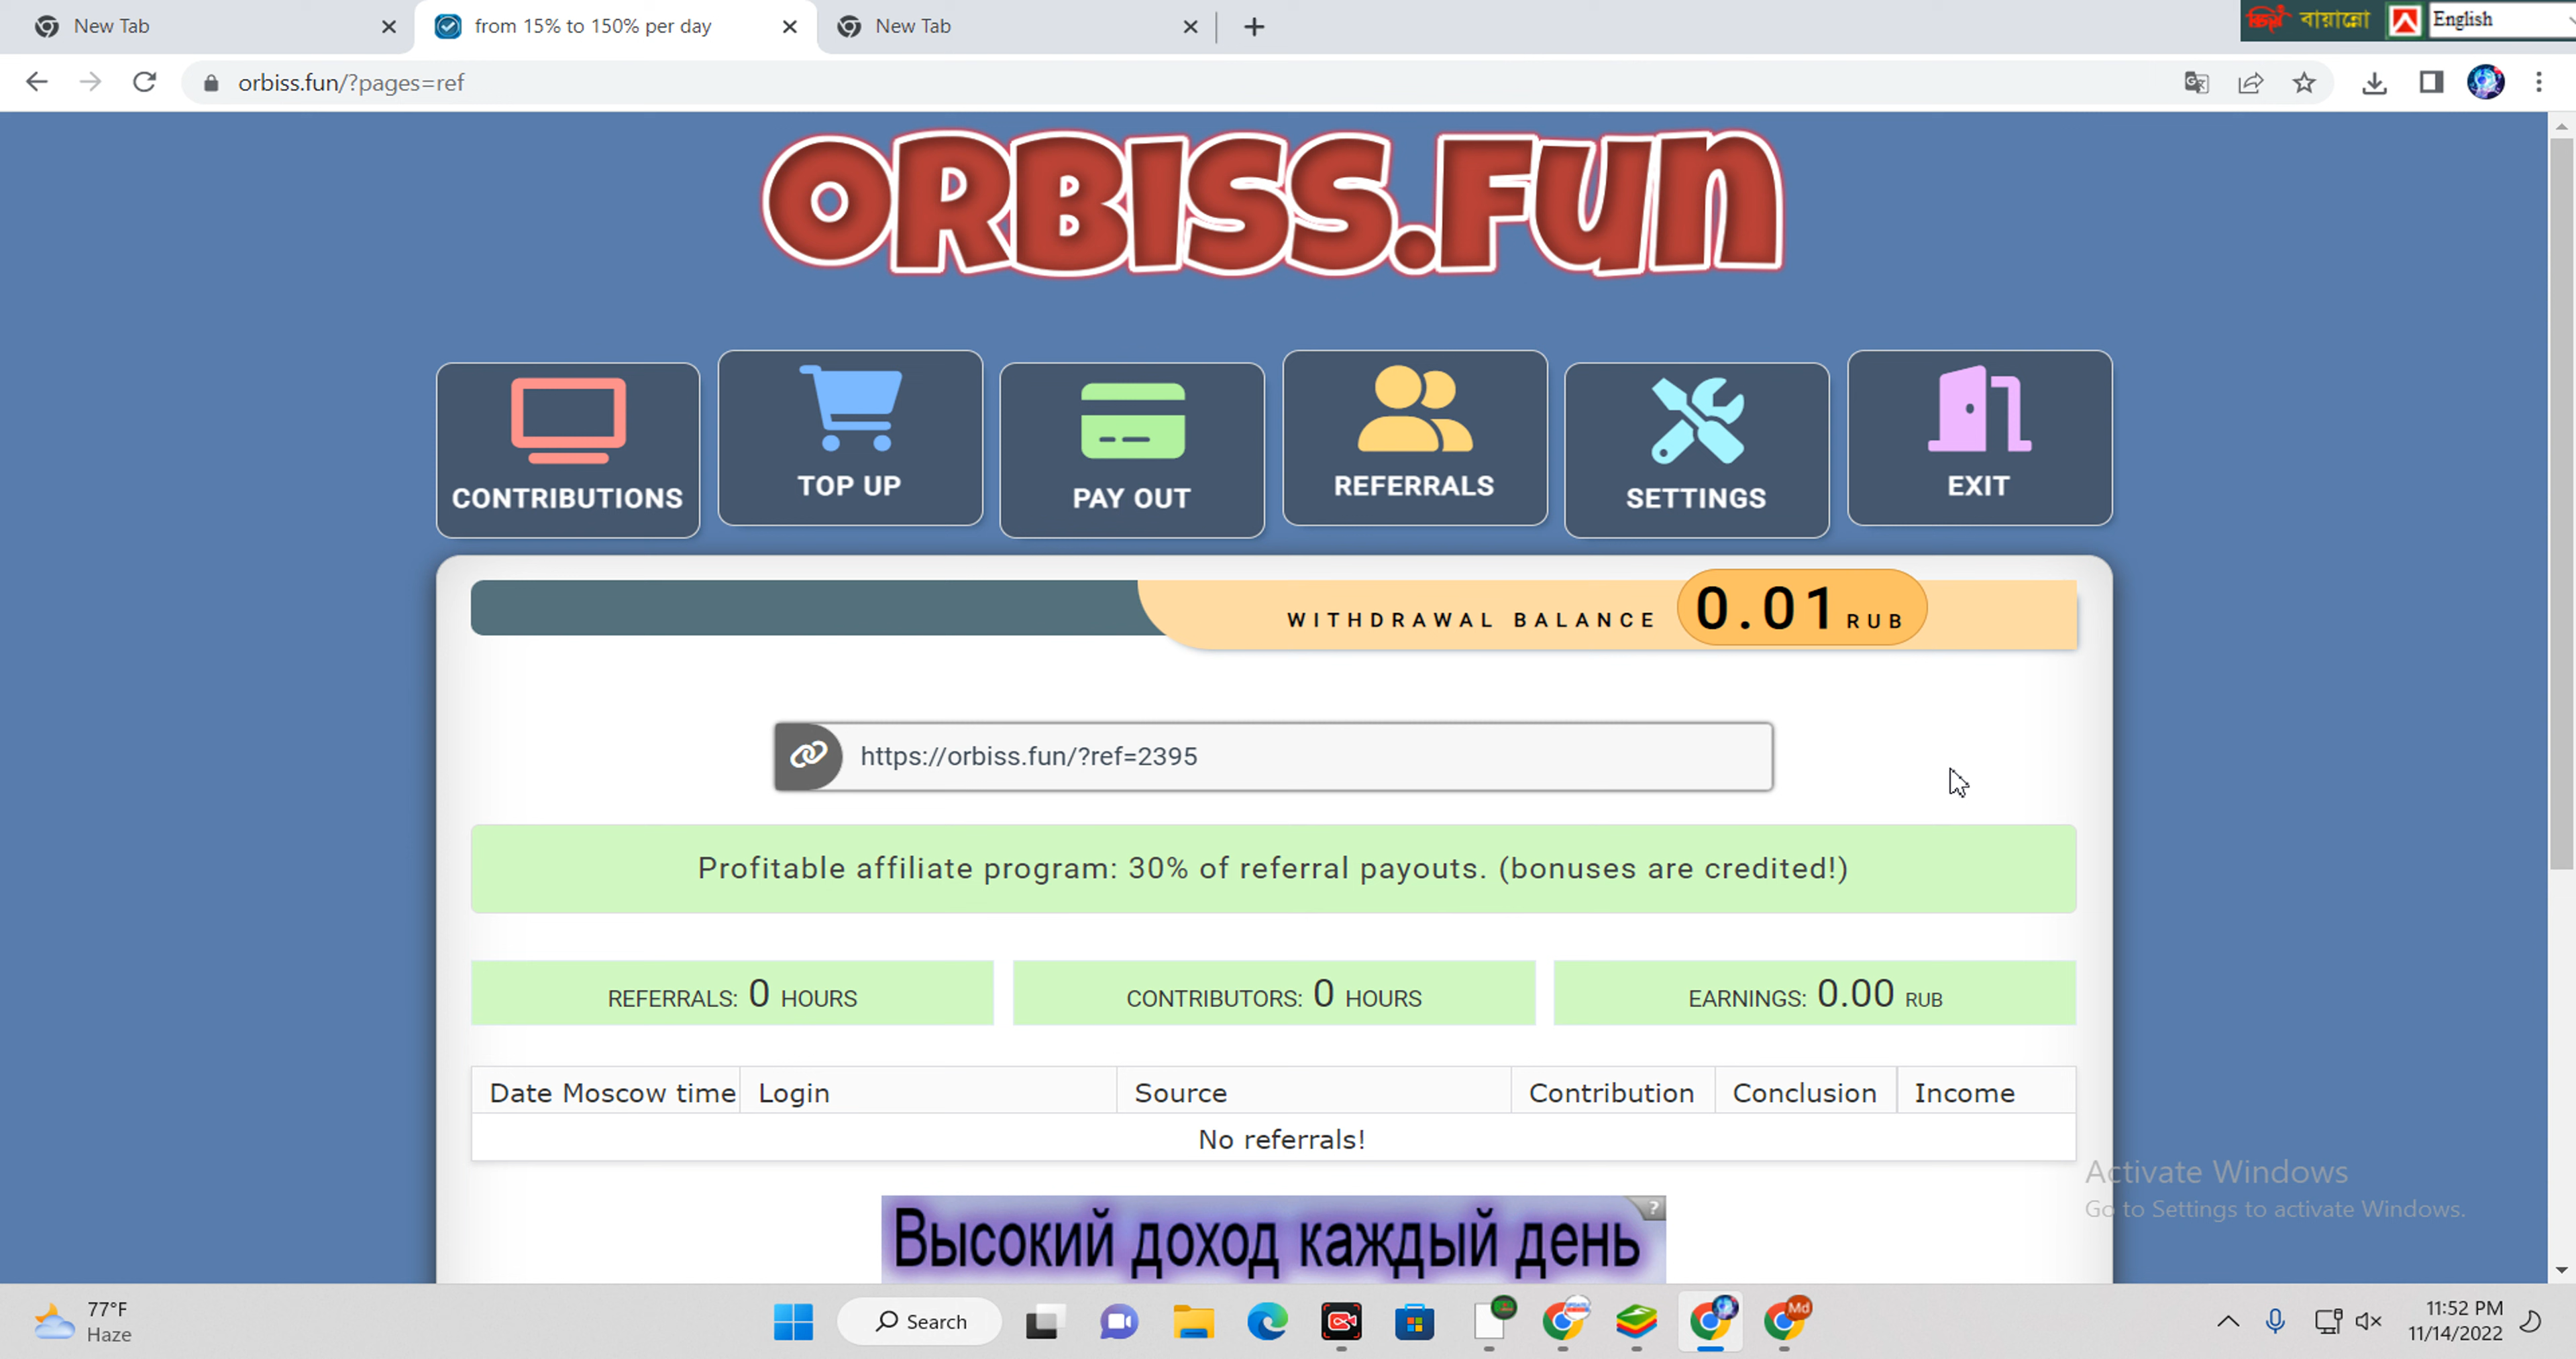 New Tab
from 15% to 150% per day
New Tab
বায়ান্নো
English
orbiss.fun/?pages=ref
ORBISS.Fun
CONTRIBUTIONS
TOP UP
PAY OUT
REFERRALS
SETTINGS
EXIT
WITHDRAWAL BALANCE 0.01 RUB
https://orbiss.fun/?ref=2395
Profitable affiliate program: 30% of referral payouts. (bonuses are credited!)
REFERRALS: 0 HOURS
CONTRIBUTORS: 0 HOURS
EARNINGS: 0.00 RUB
Date Moscow time Login Source Contribution Conclusion Income
No referrals!
Activate Windows
Go to Settings to activate Windows.
?
Высокий доход каждый день
77°F
Haze
Search
Md
11:52 PM
11/14/2022